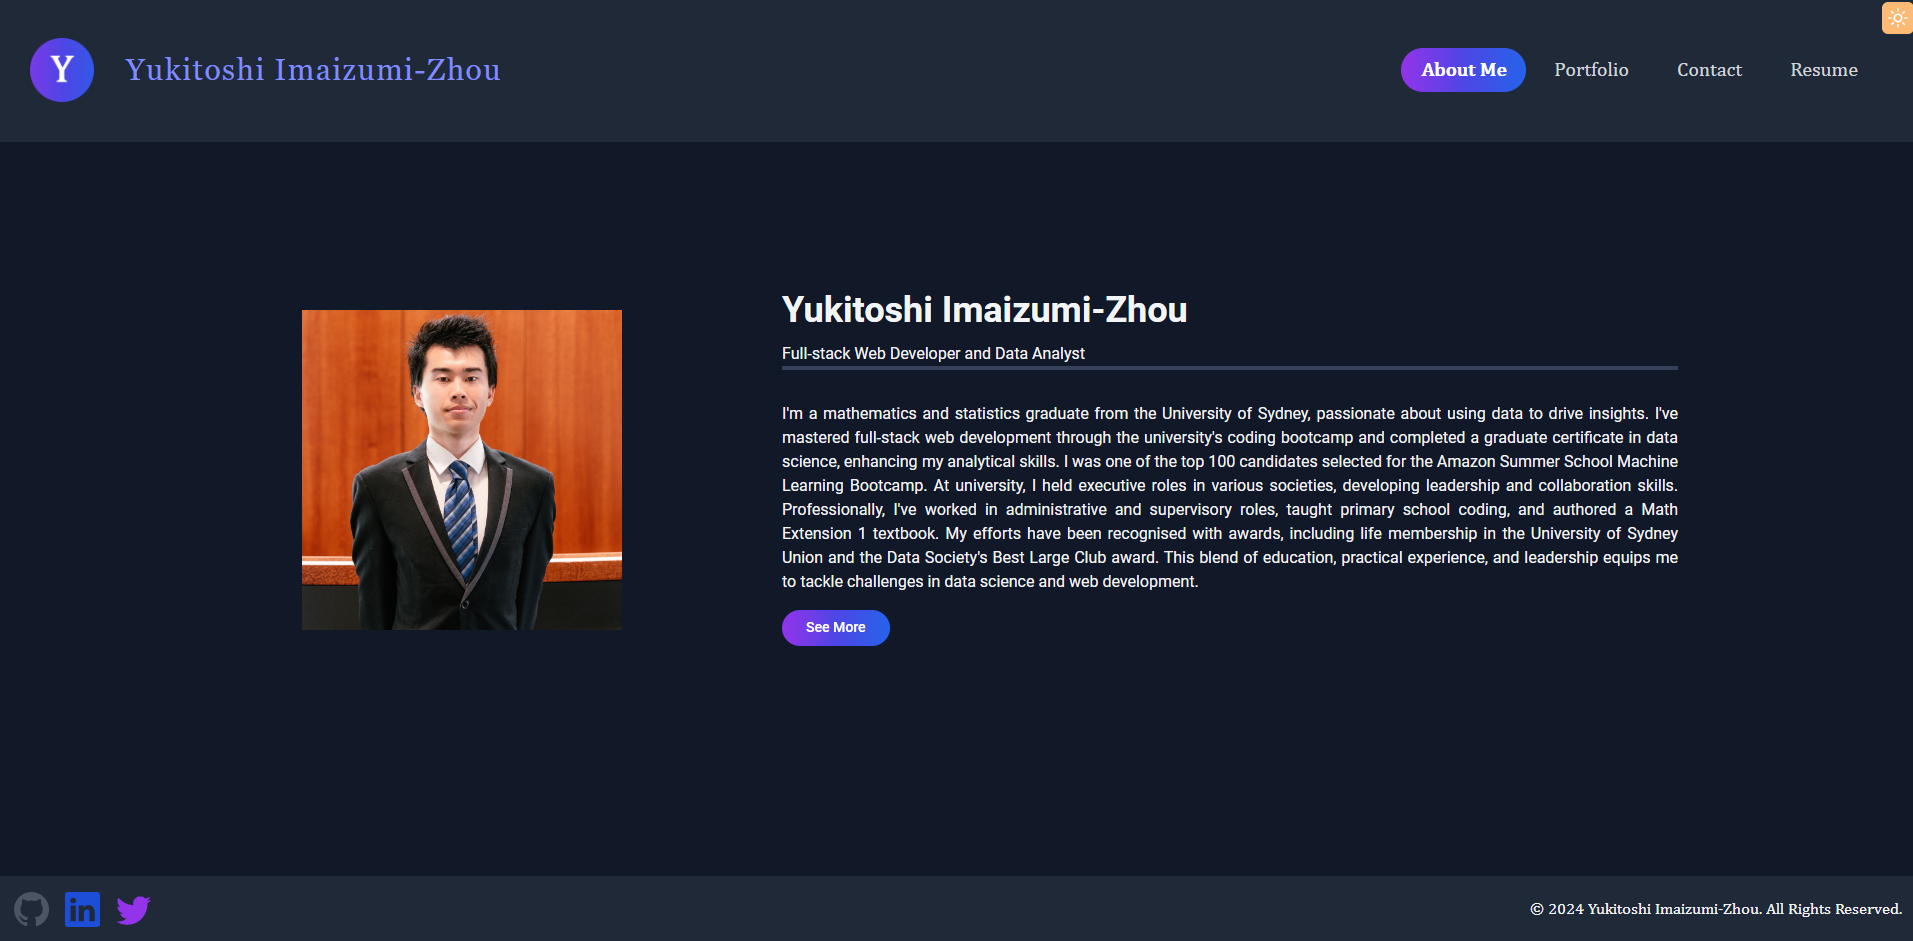 Y
Yukitoshi Imaizumi-Zhou
About Me
Portfolio
Contact
Resume
Yukitoshi Imaizumi-Zhou
Full-stack Web Developer and Data Analyst
I'm a mathematics and statistics graduate from the University of Sydney, passionate about using data to drive insights. I've
mastered full-stack web development through the university's coding bootcamp and completed a graduate certificate in data
science, enhancing my analytical skills. I was one of the top 100 candidates selected for the Amazon Summer School Machine
Learning Bootcamp. At university, I held executive roles in various societies, developing leadership and collaboration skills.
Professionally, I've worked in administrative and supervisory roles, taught primary school coding, and authored a Math
Extension 1 textbook. My efforts have been recognised with awards, including life membership in the University of Sydney
Union and the Data Society's Best Large Club award. This blend of education, practical experience, and leadership equips me
to tackle challenges in data science and web development.
See More
in
© 2024 Yukitoshi Imaizumi-Zhou. All Rights Reserved.